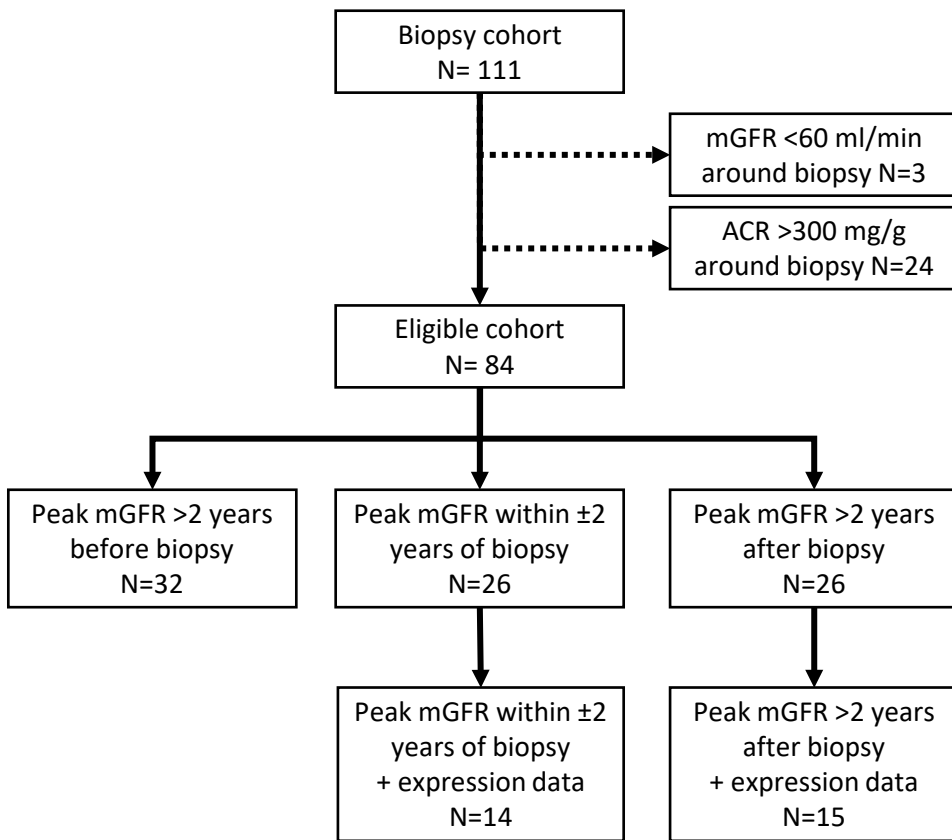 Biopsy cohort
N= 111
mGFR <60 ml/min
around biopsy N=3
ACR >300 mg/g
around biopsy N=24
Eligible cohort
N= 84
Peak mGFR >2 years
before biopsy
N=32
Peak mGFR within ±2
years of biopsy
N=26
Peak mGFR >2 years
after biopsy
N=26
Peak mGFR within ±2
years of biopsy
+ expression data
N=14
Peak mGFR >2 years
after biopsy
+ expression data
N=15